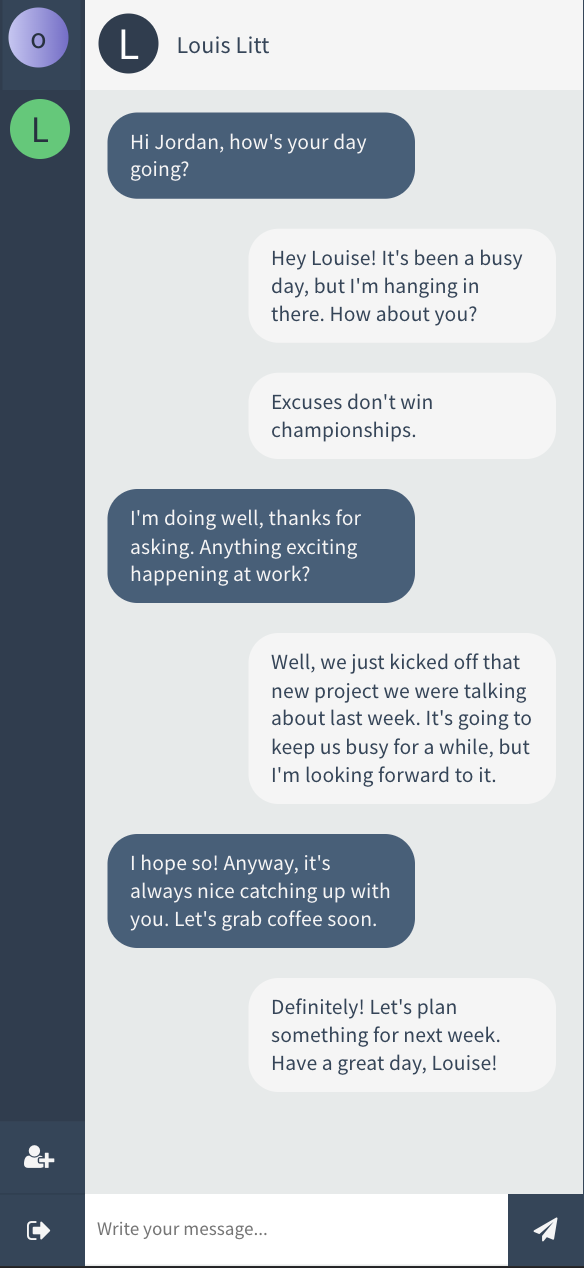 o
L
Louis Litt
L
Hi Jordan, how's your day
going?
Hey Louise! It's been a busy
day, but I'm hanging in
there. How about you?
Excuses don't win
championships.
I'm doing well, thanks for
asking. Anything exciting
happening at work?
Well, we just kicked off that
new project we were talking
about last week. It's going to
keep us busy for a while, but
I'm looking forward to it.
I hope so! Anyway, it's
always nice catching up with
you. Let's grab coffee soon.
Definitely! Let's plan
something for next week.
Have a great day, Louise!
Write your message...